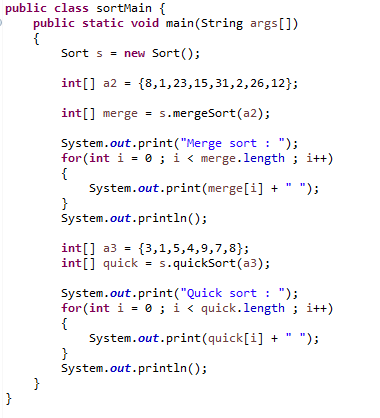 public class sortMain {
public static void main(String args[])
{
Sort s = new Sort();
int[] a2 = {8,1,23,15,31,2,26,12};
int[] merge = s.mergeSort(a2);
System.out.print("Merge sort : ");
for(int i = 0 ; i < merge.length ; i++)
{
System.out.print(merge[i] + " ");
}
System.out.println();
int[] a3 = {3,1,5,4,9,7,8};
int[] quick = s.quickSort(a3);
System.out.print("Quick sort : ");
for(int i = 0 ; i < quick.length ; i++)
{
System.out.print(quick[i] + " ");
}
System.out.println();
}
}